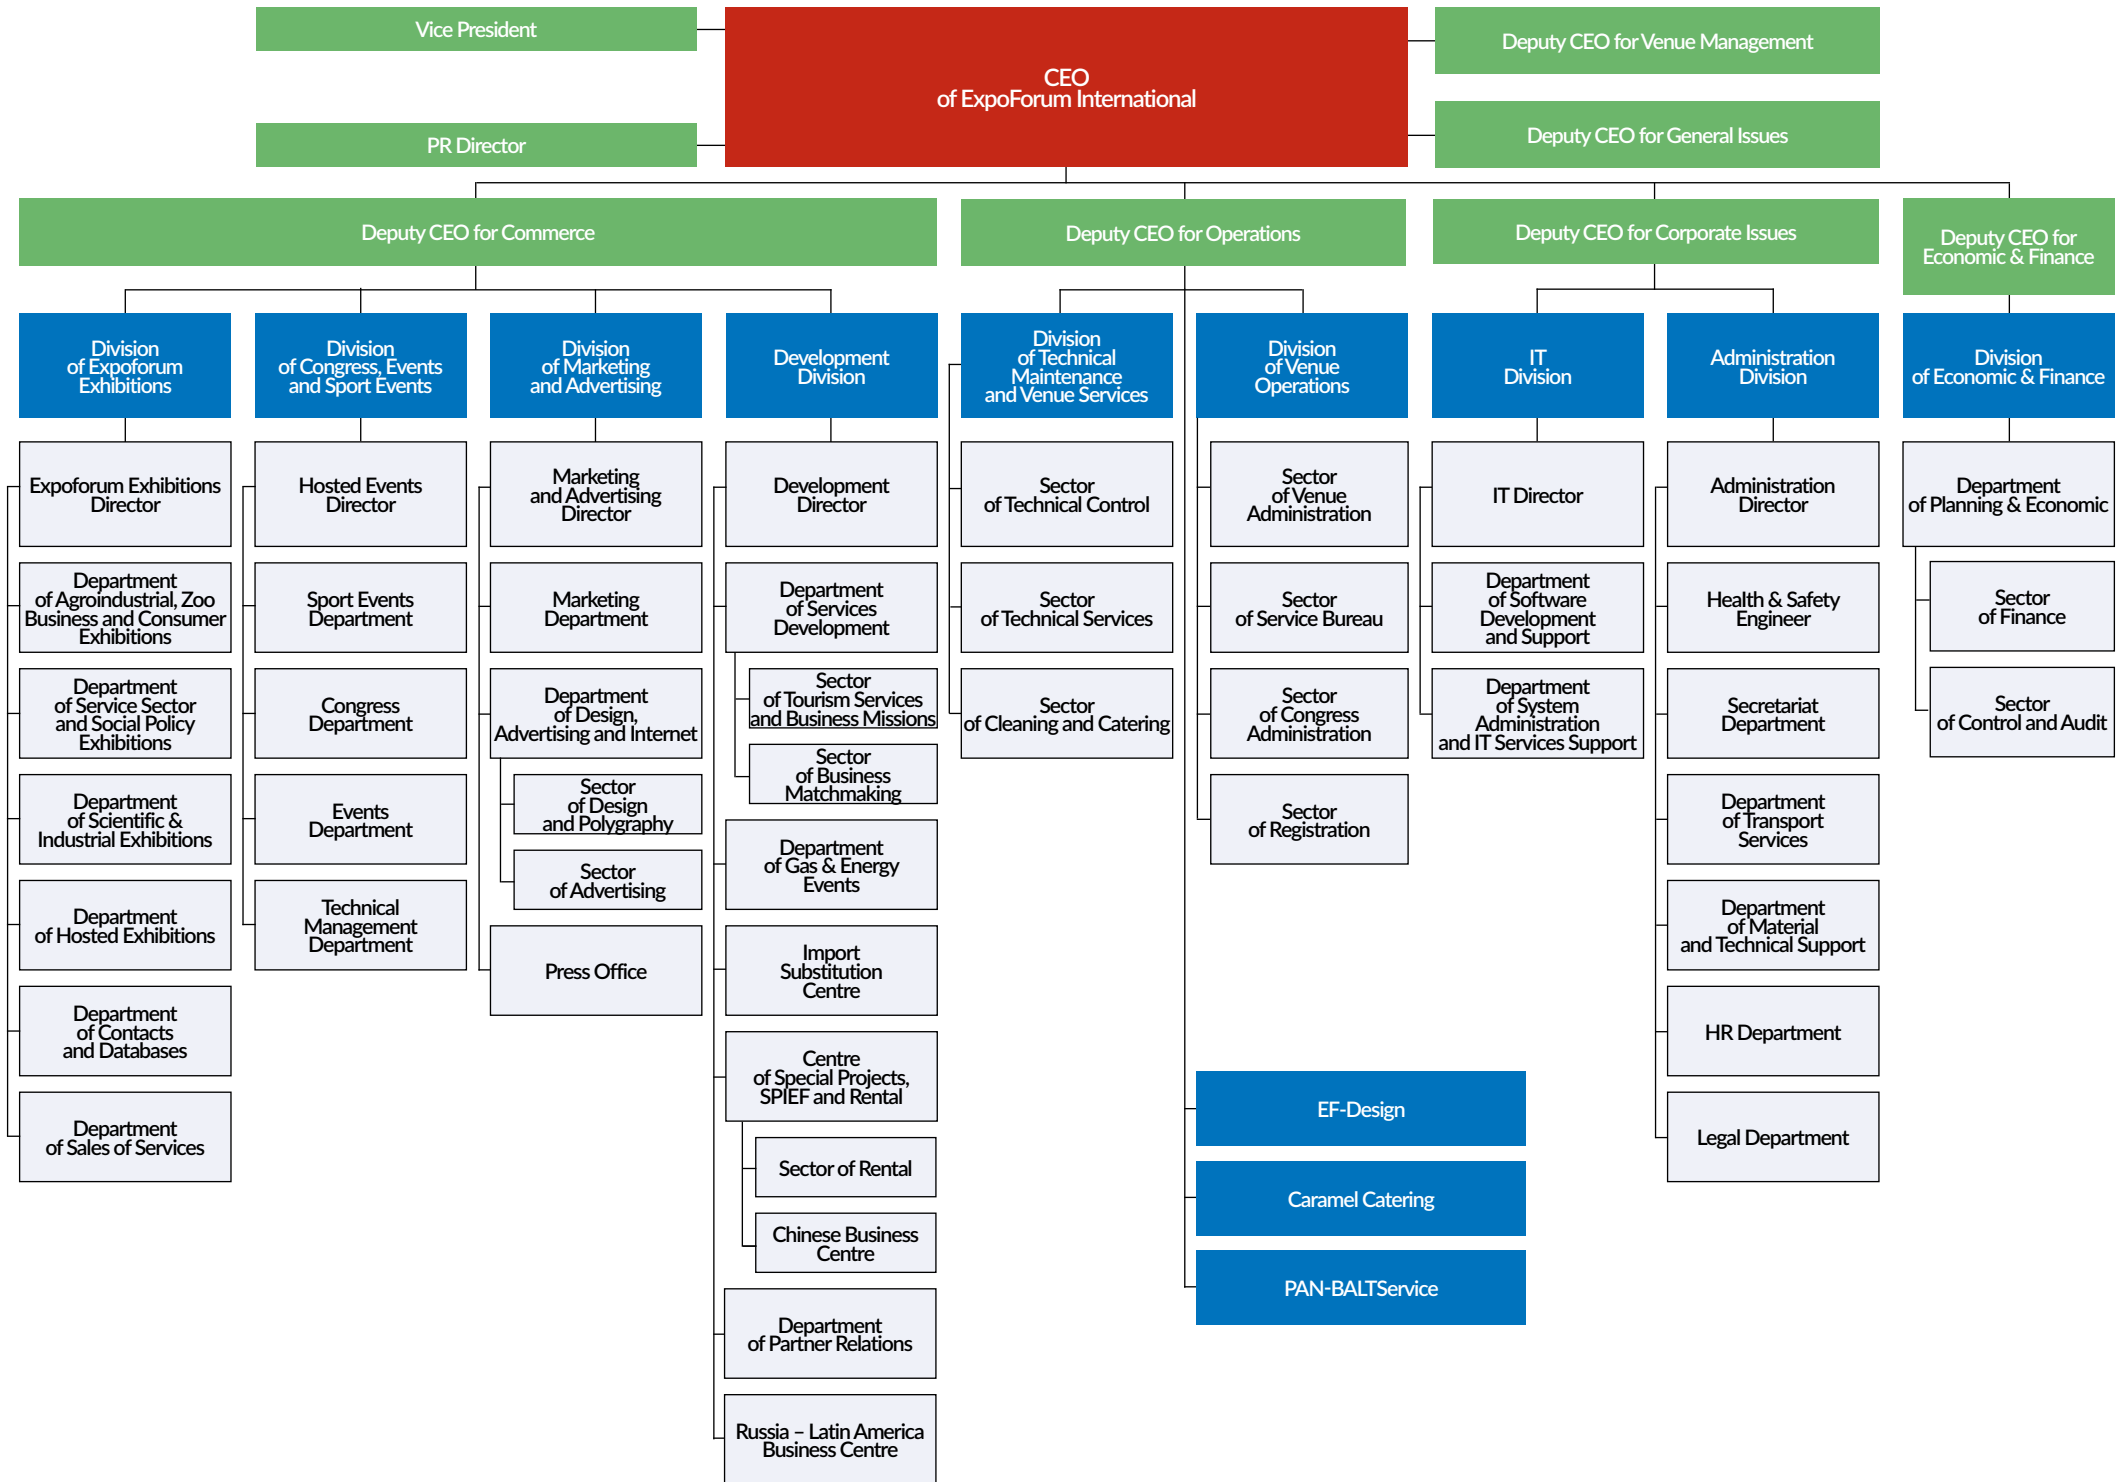 Vice President
CEO
of ExpoForum International
Deputy CEO for Venue Management
PR Director
Deputy CEO for General Issues
Deputy CEO for Commerce
Deputy CEO for Operations
Deputy CEO for Corporate Issues
Deputy CEO for
Economic & Finance
Division
of Expoforum
Exhibitions
Division
of Congress, Events
and Sport Events
Division
of Marketing
and Advertising
Development
Division
Division
of Technical
Maintenance
and Venue Services
Division
of Venue
Operations
IT
Division
Administration
Division
Division
of Economic & Finance
Expoforum Exhibitions
Director
Department
of Agroindustrial, Zoo
Business and Consumer
Exhibitions
Department
of Service Sector
and Social Policy
Exhibitions
Department
of Scientific &
Industrial Exhibitions
Department
of Hosted Exhibitions
Department
of Contacts
and Databases
Department
of Sales of Services
Hosted Events
Director
Sport Events
Department
Congress
Department
Events
Department
Technical
Management
Department
Marketing
and Advertising
Director
Marketing
Department
Department
of Design,
Advertising and Internet
Sector
of Design
and Polygraphy
Sector
of Advertising
Press Office
Development
Director
Department
of Services
Development
Sector
of Tourism Services
and Business Missions
Sector
of Business
Matchmaking
Department
of Gas & Energy
Events
Import
Substitution
Centre
Centre
of Special Projects,
SPIEF and Rental
Sector of Rental
Chinese Business
Centre
Department
of Partner Relations
Russia – Latin America
Business Centre
Sector
of Technical Control
Sector
of Technical Services
Sector
of Cleaning and Catering
Sector
of Venue
Administration
Sector
of Service Bureau
Sector
of Congress
Administration
Sector
of Registration
EF-Design
Caramel Catering
PAN-BALTService
IT Director
Department
of Software
Development
and Support
Department
of System
Administration
and IT Services Support
Administration
Director
Health & Safety
Engineer
Secretariat
Department
Department
of Transport
Services
Department
of Material
and Technical Support
HR Department
Legal Department
Department
of Planning & Economic
Sector
of Finance
Sector
of Control and Audit